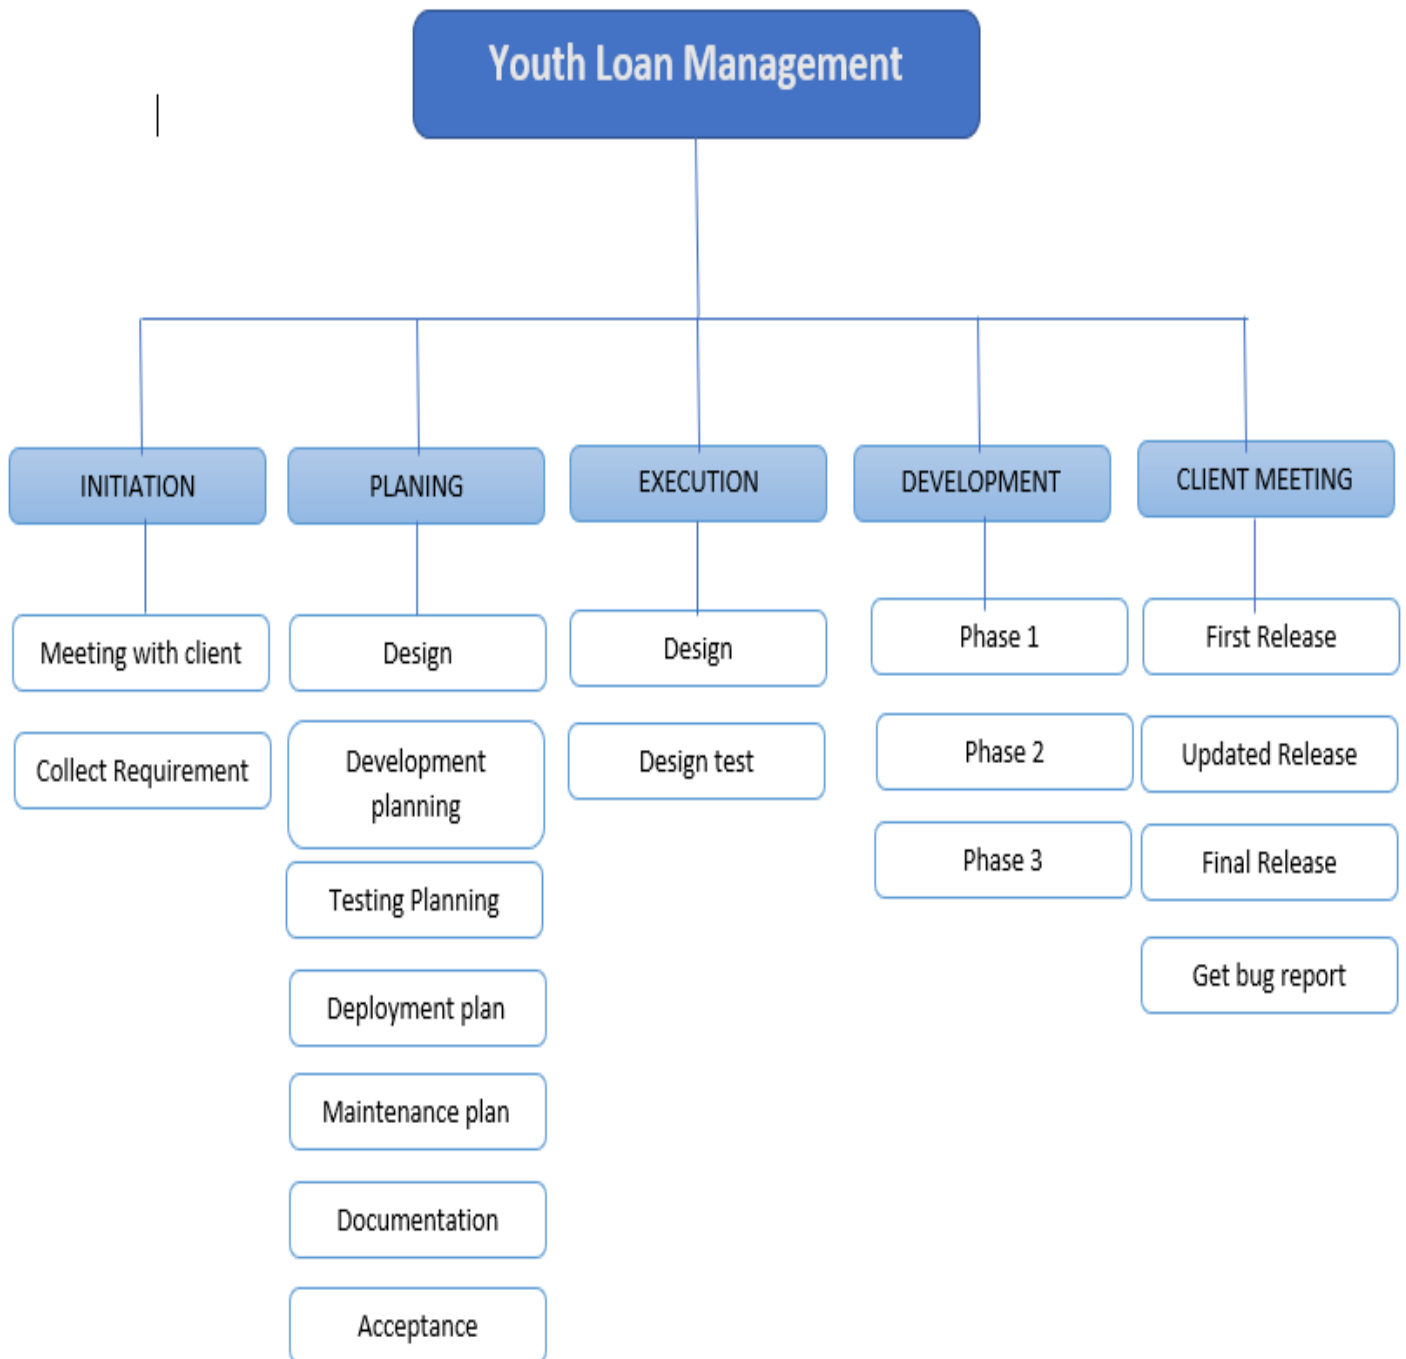 Youth Loan Management
INITIATION
PLANING
EXECUTION
DEVELOPMENT
CLIENT MEETING
Meeting with client
Collect Requirement
Design
Development
planning
Testing Planning
Deployment plan
Maintenance plan
Documentation
Acceptance
Design
Design test
Phase 1
Phase 2
Phase 3
First Release
Updated Release
Final Release
Get bug report